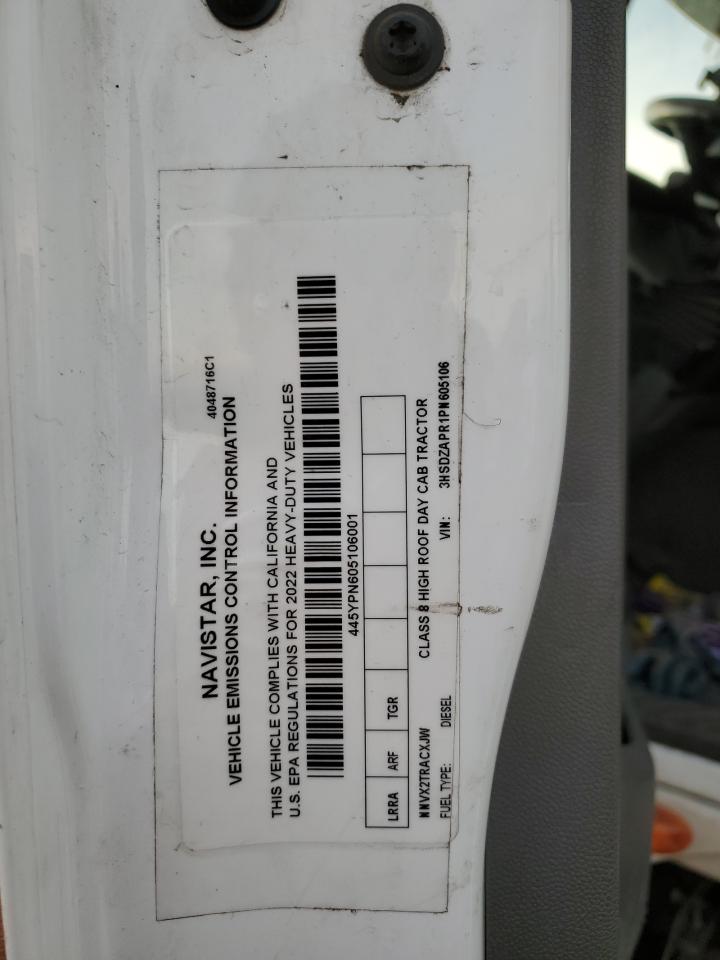 4048716C1
NAVISTAR, INC.
VEHICLE EMISSIONS CONTROL INFORMATION
THIS VEHICLE COMPLIES WITH CALIFORNIA AND
U.S. EPA REGULATIONS FOR 2022 HEAVY-DUTY VEHICLES
445YPN605106001
LRRA ARF TGR
NNVX2TRACXJW CLASS 8 HIGH ROOF DAY CAB TRACTOR
FUEL TYPE: DIESEL VIN: 3HSDZAPR1PN605106